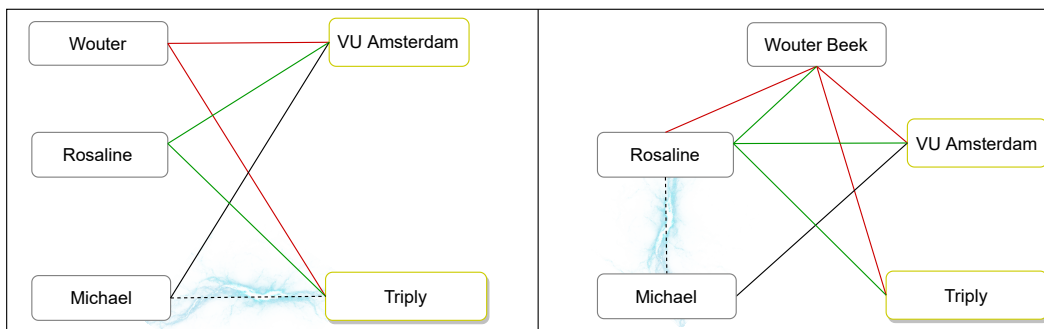 Wouter
VU Amsterdam
Rosaline
Michael
Triply
Wouter Beek
Rosaline
VU Amsterdam
Michael
Triply